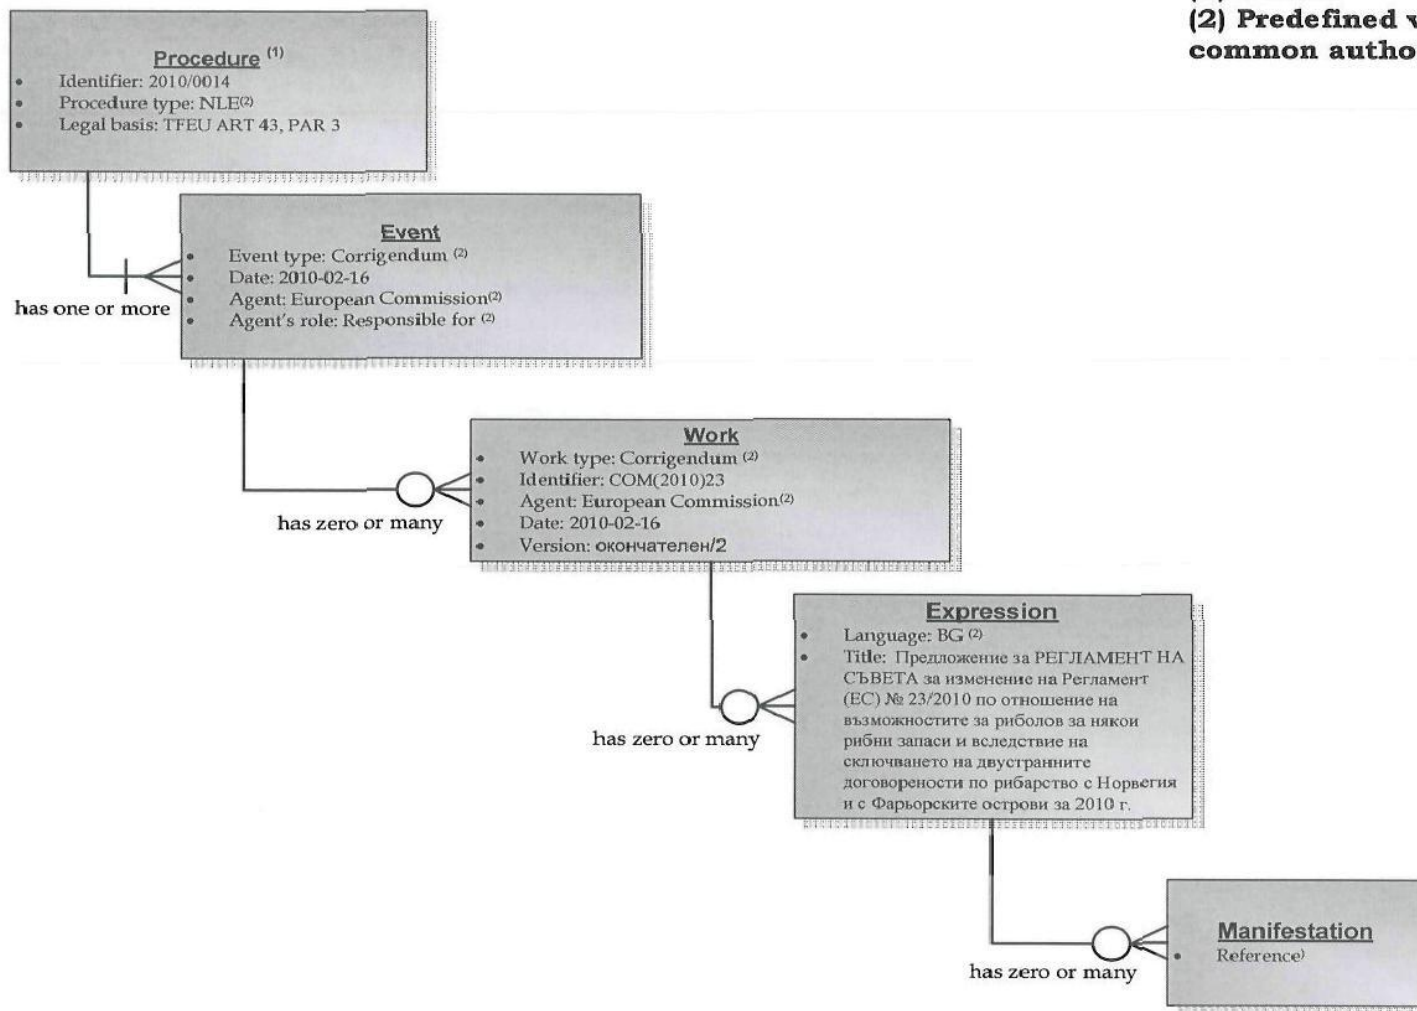 (2) Predefined
common
Procedure (1)
• Identifier: 2010/0014
• Procedure type: NLE(2)
• Legal basis: TFEU ART 43, PAR 3
has one or more
Event
• Event type: Corrigendum (2)
• Date: 2010-02-16
• Agent: European Commission(2)
• Agent's role: Responsible for (2)
has zero or many
Work
• Work type: Corrigendum (2)
• Identifier: COM(2010)23
• Agent: European Commission(2)
• Date: 2010-02-16
• Version: окончателен/2
has zero or many
Expression
• Language: BG (2)
• Title: Предложение за РЕГЛАМЕНТ НА
СЪВЕТА за изменение на Регламент
(ЕС) № 23/2010 по отношение на
възможностите за риболов за някои
рибни запаси и вследствие на
сключването на двустранните
договорености по рибарство с Норвегия
и с Фарьорските острови за 2010 г.
has zero or many
Manifestation
• Reference)